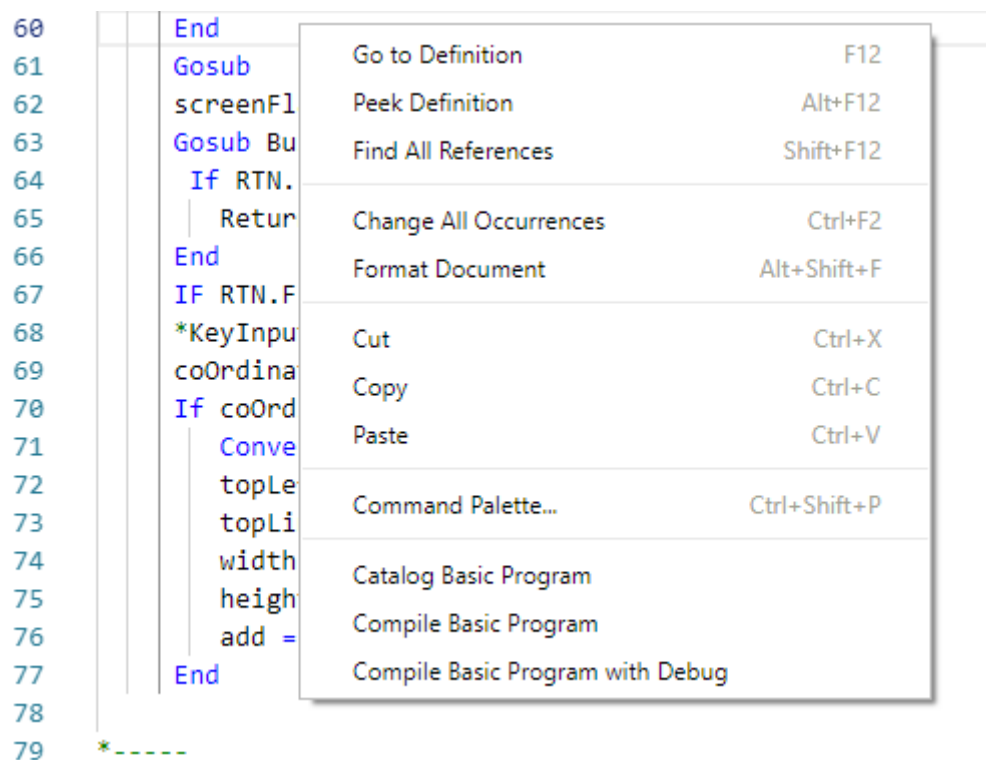 60 End
61 Gosub
62 screenFl
63 Gosub Bu
64 If RTN.
65 Retur
66 End
67 IF RTN.F
68 *KeyInpu
69 coOrdina
70 If coOrd
71 Conve
72 topLe
73 topLi
74 width
75 heigh
76 add =
77 End
78
79 *-----
Go to Definition F12
Peek Definition Alt+F12
Find All References Shift+F12
Change All Occurrences Ctrl+F2
Format Document Alt+Shift+F
Cut Ctrl+X
Copy Ctrl+C
Paste Ctrl+V
Command Palette... Ctrl+Shift+P
Catalog Basic Program
Compile Basic Program
Compile Basic Program with Debug